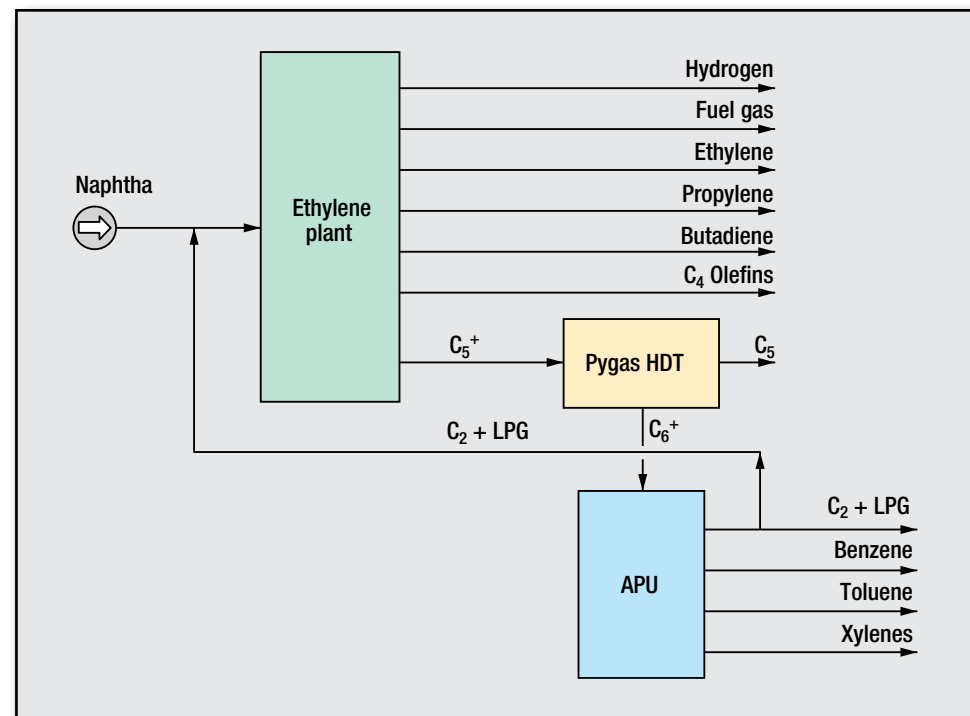 Hydrogen
Fuel gas
Ethylene
Naphtha
Propylene
Ethylene
plant
Butadiene
C₄ Olefins
C₅⁺
Pygas HDT
C₅
C₂ + LPG
C₆⁺
C₂ + LPG
Benzene
APU
Toluene
Xylenes